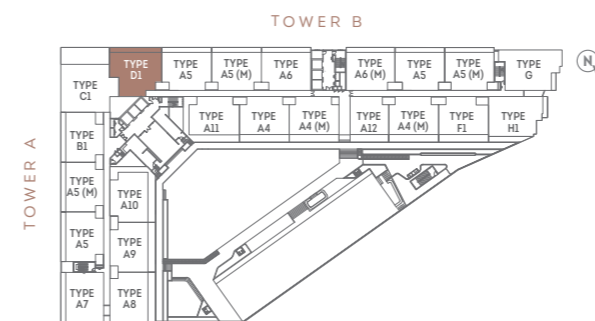 TOWER B
TYPE
D1
TYPE
A5
TYPE
A5 (M)
TYPE
A6
TYPE
A6 (M)
TYPE
A5
TYPE
A5 (M)
TYPE
G
N
TYPE
C1
TYPE
A11
TYPE
A4
TYPE
A4 (M)
TYPE
A12
TYPE
A4 (M)
TYPE
F1
TYPE
H1
TOWER A
TYPE
B1
TYPE
A5 (M)
TYPE
A10
TYPE
A5
TYPE
A9
TYPE
A7
TYPE
A8